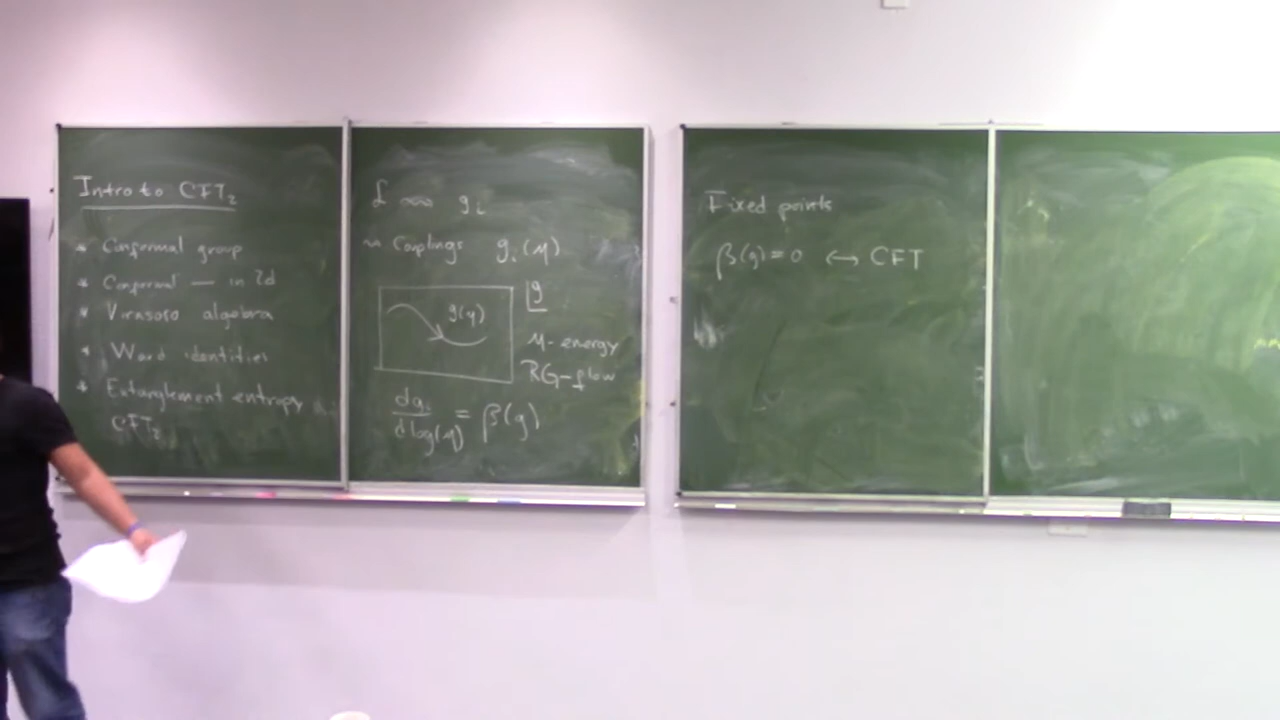 Intro to CFT₂
* Conformal group
* Conformal — in 2d
* Virasoro algebra
* Ward identities
* Entanglement entropy
CFT₂
£ ~ gᵢ
~ Couplings gᵢ(μ)
g(μ) g
μ - energy
RG-flow
dgᵢ/dlog(μ) = β(g)
Fixed points
β(g) = 0 ↔ CFT